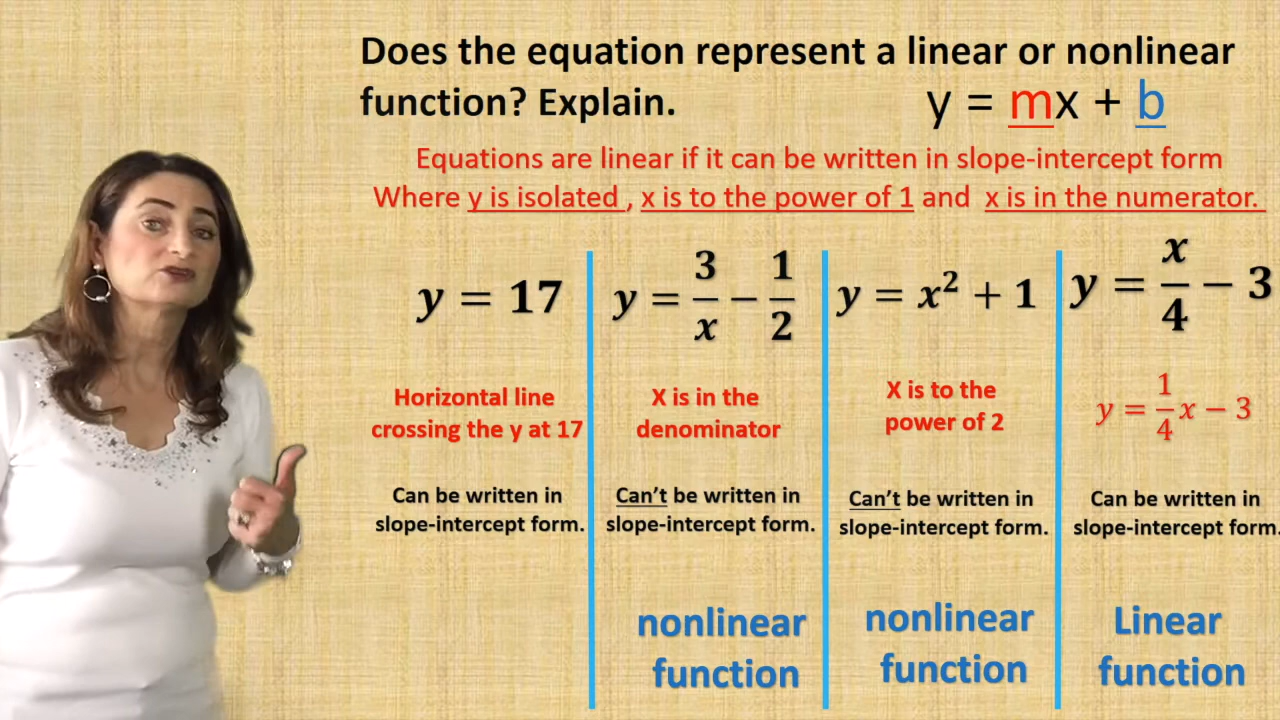 Does the equation represent a linear or nonlinear
function? Explain.
y = mx + b
Equations are linear if it can be written in slope-intercept form
Where y is isolated , x is to the power of 1 and x is in the numerator.
y = 17
Horizontal line
crossing the y at 17
Can be written in
slope-intercept form.
y = 3/x − 1/2
X is in the
denominator
Can't be written in
slope-intercept form.
nonlinear
function
y = x² + 1
X is to the
power of 2
Can't be written in
slope-intercept form.
nonlinear
function
y = x/4 − 3
y = 1/4 x − 3
Can be written in
slope-intercept form.
Linear
function